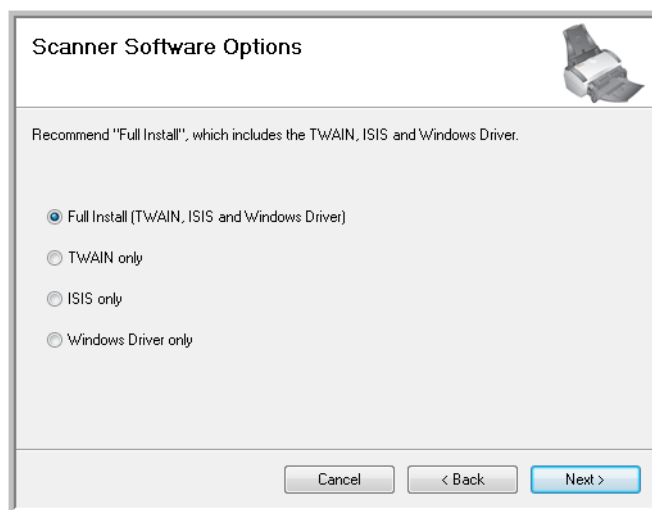 Scanner Software Options
Recommend "Full Install", which includes the TWAIN, ISIS and Windows Driver.
Full Install (TWAIN, ISIS and Windows Driver)
TWAIN only
ISIS only
Windows Driver only
Cancel
< Back
Next >